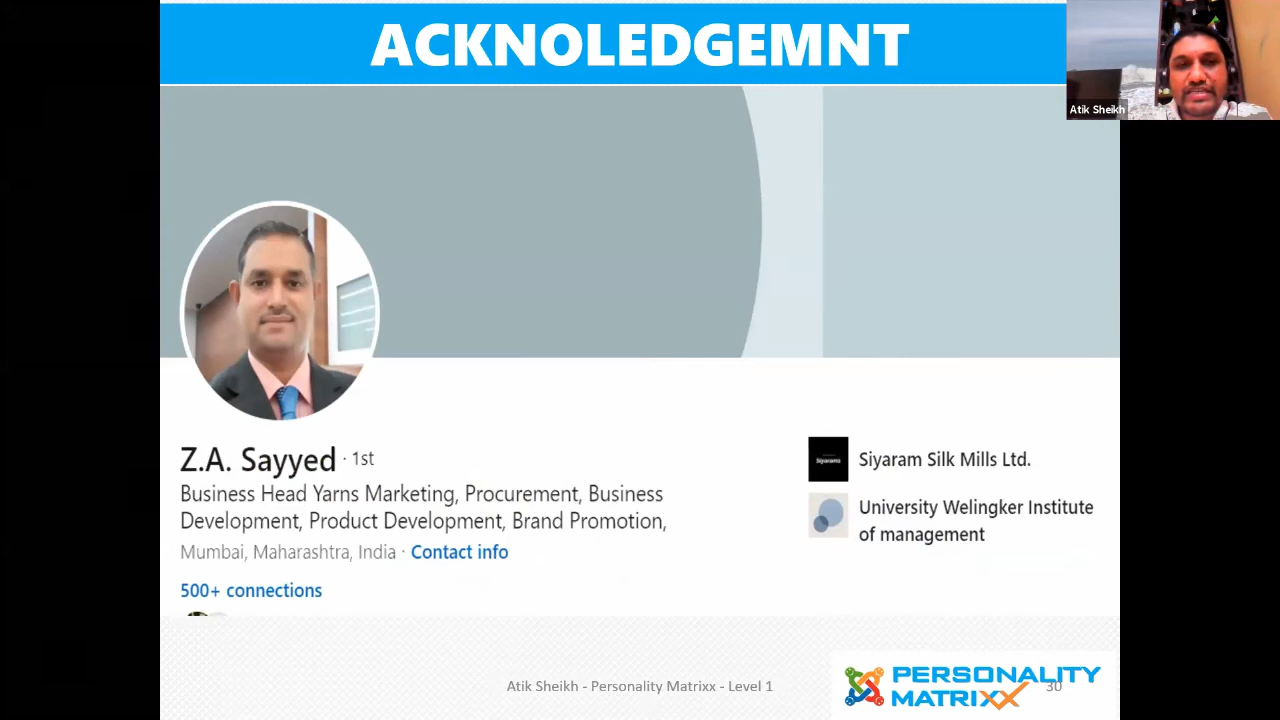 ACKNOLEDGEMNT
Atik Sheikh
Z.A. Sayyed · 1st
Business Head Yarns Marketing, Procurement, Business
Development, Product Development, Brand Promotion,
Mumbai, Maharashtra, India · Contact info
500+ connections
Siyarams
Siyaram Silk Mills Ltd.
University Welingker Institute
of management
Atik Sheikh - Personality Matrixx - Level 1
PERSONALITY
MATRIXX
30